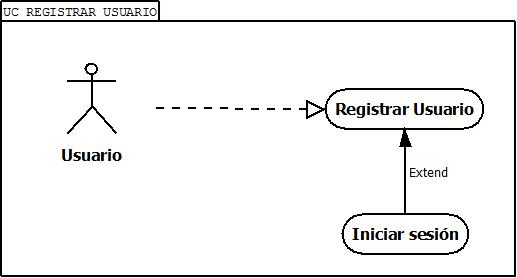 UC REGISTRAR USUARIO
Registrar Usuario
Usuario
Extend
Iniciar sesión